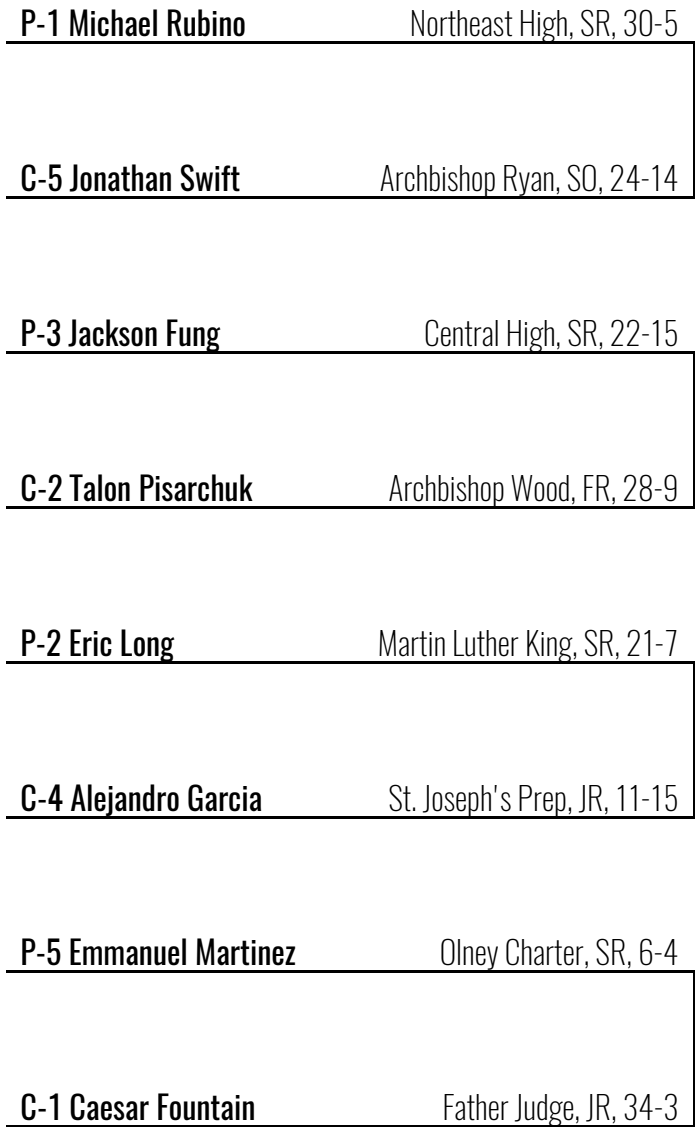 P-1 Michael Rubino Northeast High, SR, 30-5
C-5 Jonathan Swift Archbishop Ryan, SO, 24-14
P-3 Jackson Fung Central High, SR, 22-15
C-2 Talon Pisarchuk Archbishop Wood, FR, 28-9
P-2 Eric Long Martin Luther King, SR, 21-7
C-4 Alejandro Garcia St. Joseph's Prep, JR, 11-15
P-5 Emmanuel Martinez Olney Charter, SR, 6-4
C-1 Caesar Fountain Father Judge, JR, 34-3